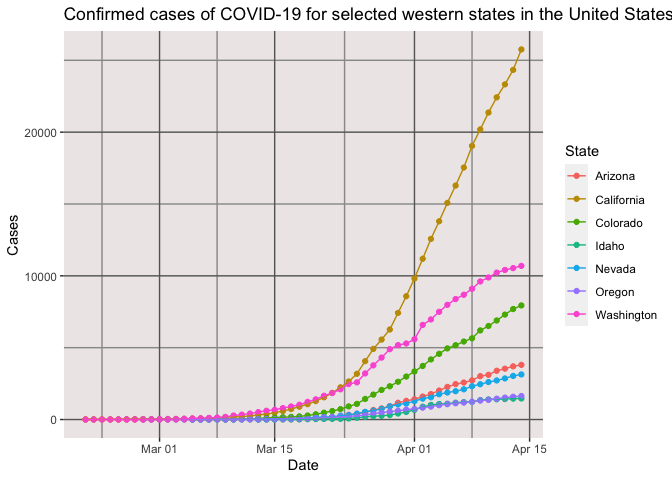 Confirmed cases of COVID-19 for selected western states in the United States
20000
10000
0
Cases
Mar 01
Mar 15
Apr 01
Apr 15
Date
State
Arizona
California
Colorado
Idaho
Nevada
Oregon
Washington